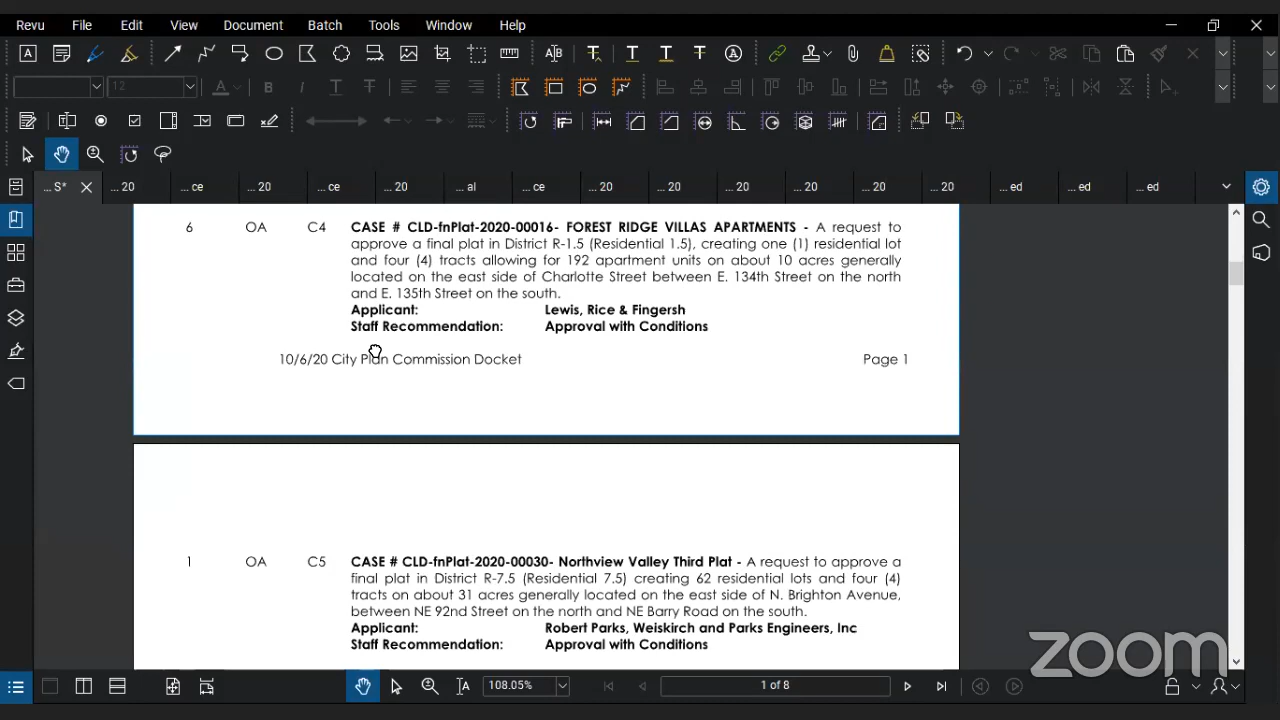 Revu File Edit View Document Batch Tools Window Help
12
... S* ... 20 ... ce ... 20 ... ce ... 20 ... al ... ce ... 20 ... 20 ... 20 ... 20 ... 20 ... 20 ... ed ... ed ... ed
6 OA C4 CASE # CLD-fnPlat-2020-00016- FOREST RIDGE VILLAS APARTMENTS - A request to
approve a final plat in District R-1.5 (Residential 1.5), creating one (1) residential lot
and four (4) tracts allowing for 192 apartment units on about 10 acres generally
located on the east side of Charlotte Street between E. 134th Street on the north
and E. 135th Street on the south.
Applicant: Lewis, Rice & Fingersh
Staff Recommendation: Approval with Conditions
10/6/20 City Plan Commission Docket Page 1
1 OA C5 CASE # CLD-fnPlat-2020-00030- Northview Valley Third Plat - A request to approve a
final plat in District R-7.5 (Residential 7.5) creating 62 residential lots and four (4)
tracts on about 31 acres generally located on the east side of N. Brighton Avenue,
between NE 92nd Street on the north and NE Barry Road on the south.
Applicant: Robert Parks, Weiskirch and Parks Engineers, Inc
Staff Recommendation: Approval with Conditions
zoom
108.05% 1 of 8